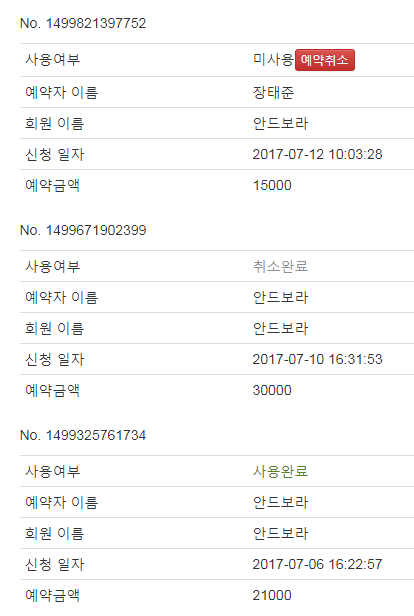 No. 1499821397752
사용여부 미사용 예약취소
예약자 이름 장태준
회원 이름 안드보라
신청 일자 2017-07-12 10:03:28
예약금액 15000
No. 1499671902399
사용여부 취소완료
예약자 이름 안드보라
회원 이름 안드보라
신청 일자 2017-07-10 16:31:53
예약금액 30000
No. 1499325761734
사용여부 사용완료
예약자 이름 안드보라
회원 이름 안드보라
신청 일자 2017-07-06 16:22:57
예약금액 21000